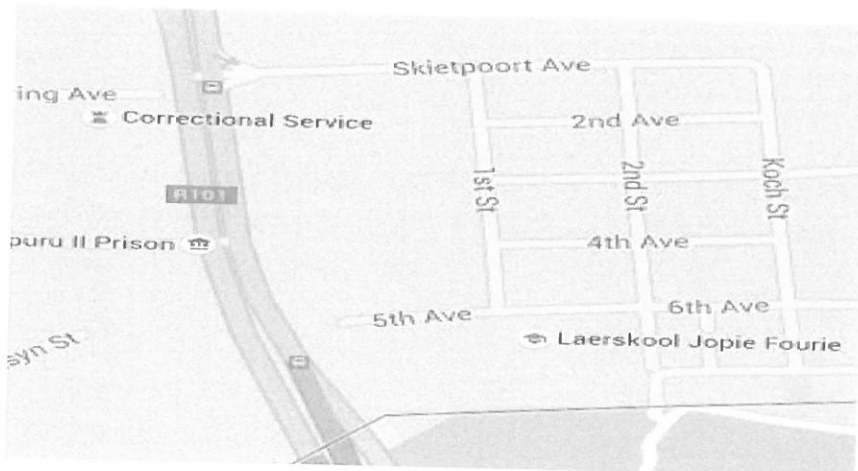 Skietpoort Ave
ing Ave
Correctional Service
2nd Ave
1st St
2nd St
Koch St
R101
puru II Prison
4th Ave
5th Ave
6th Ave
syn St
Laerskool Jopie Fourie